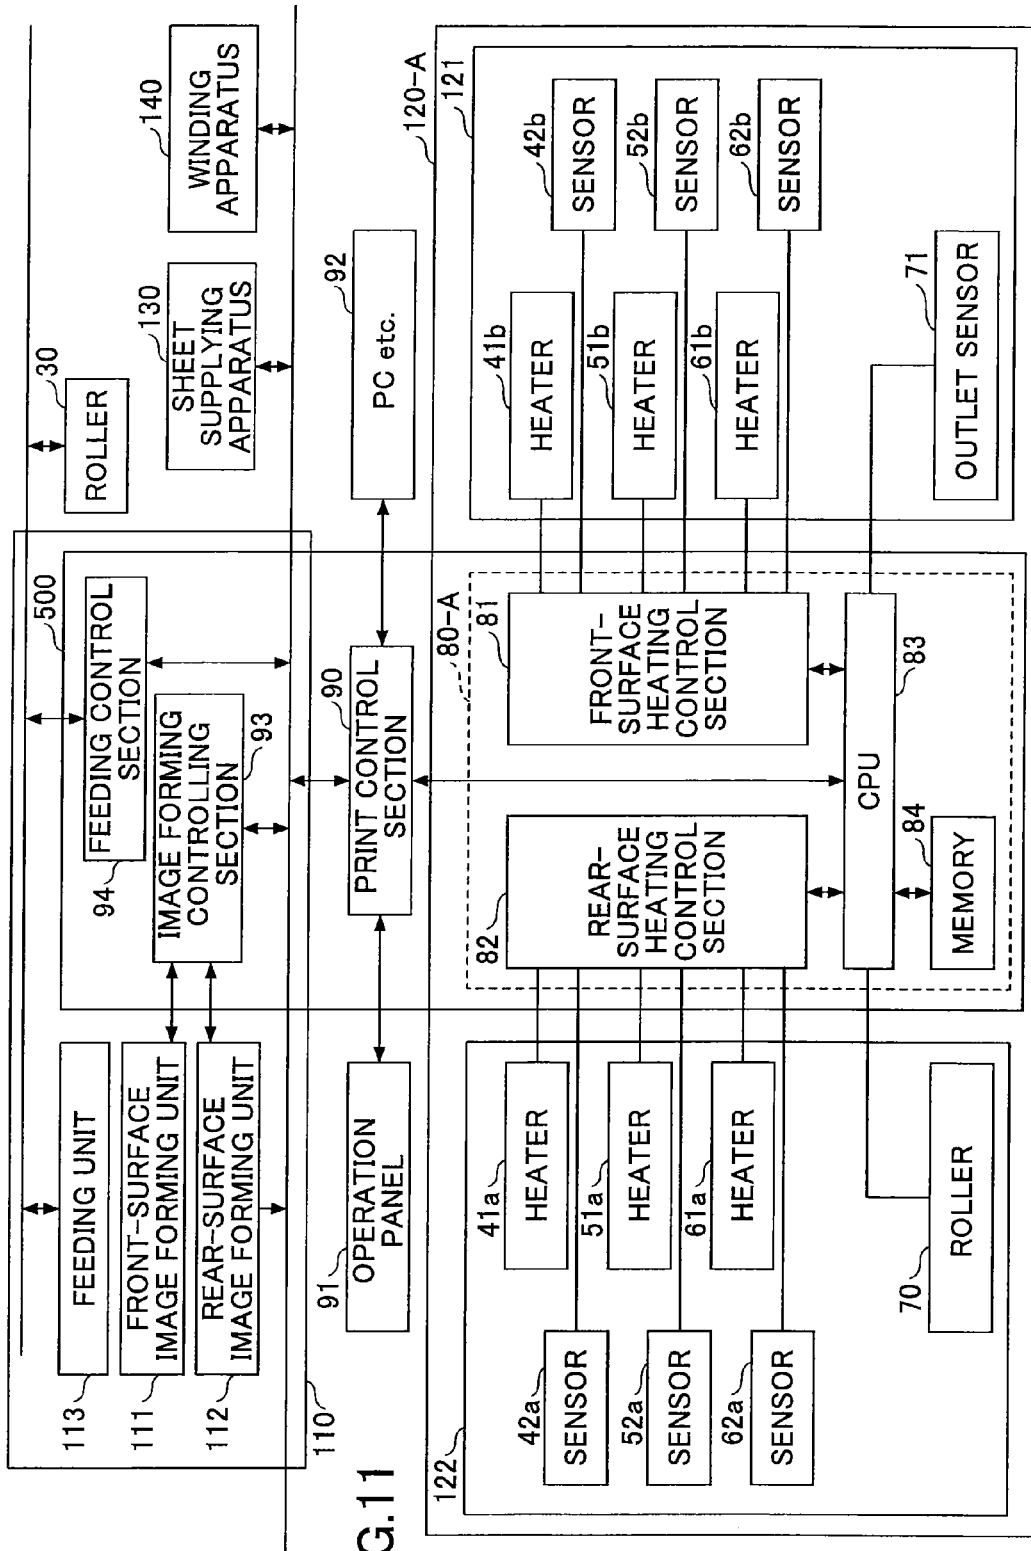 G.11
113
FEEDING UNIT
111
FRONT-SURFACE
IMAGE FORMING UNIT
112
REAR-SURFACE
IMAGE FORMING UNIT
110
500
FEEDING CONTROL
SECTION
94
IMAGE FORMING
CONTROLLING
SECTION
93
30
ROLLER
130
SHEET
SUPPLYING
APPARATUS
140
WINDING
APPARATUS
91
OPERATION
PANEL
90
PRINT CONTROL
SECTION
92
PC etc.
120-A
122
42a
SENSOR
52a
SENSOR
62a
SENSOR
41a
HEATER
51a
HEATER
61a
HEATER
70
ROLLER
80-A
82
REAR-
SURFACE
HEATING
CONTROL
SECTION
81
FRONT-
SURFACE
HEATING
CONTROL
SECTION
CPU
83
MEMORY
84
121
41b
HEATER
51b
HEATER
61b
HEATER
42b
SENSOR
52b
SENSOR
62b
SENSOR
71
OUTLET SENSOR